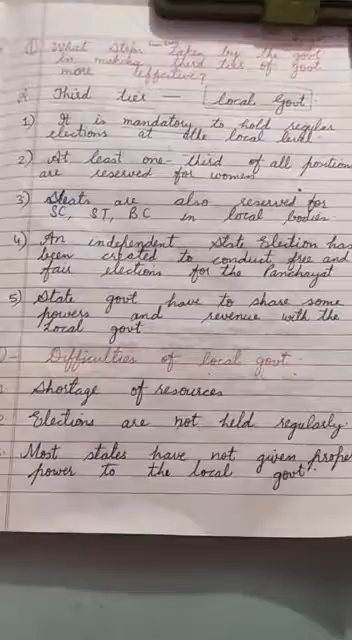 Q) What steps were taken by the govt
in making third tier of govt
more effective?
A Third tier — Local Govt
1) It is mandatory to hold regular
elections at the local level
2) At least one-third of all position
are reserved for women
3) Seats are also reserved for
SC, ST, BC in local bodies.
4) An independent State Election has
been created to conduct free and
fair elections for the Panchayat
5) State govt have to share some
powers and revenue with the
Local govt
Difficulties of local govt.
Shortage of resources
Elections are not held regularly.
Most states have not given proper
power to the local govt.